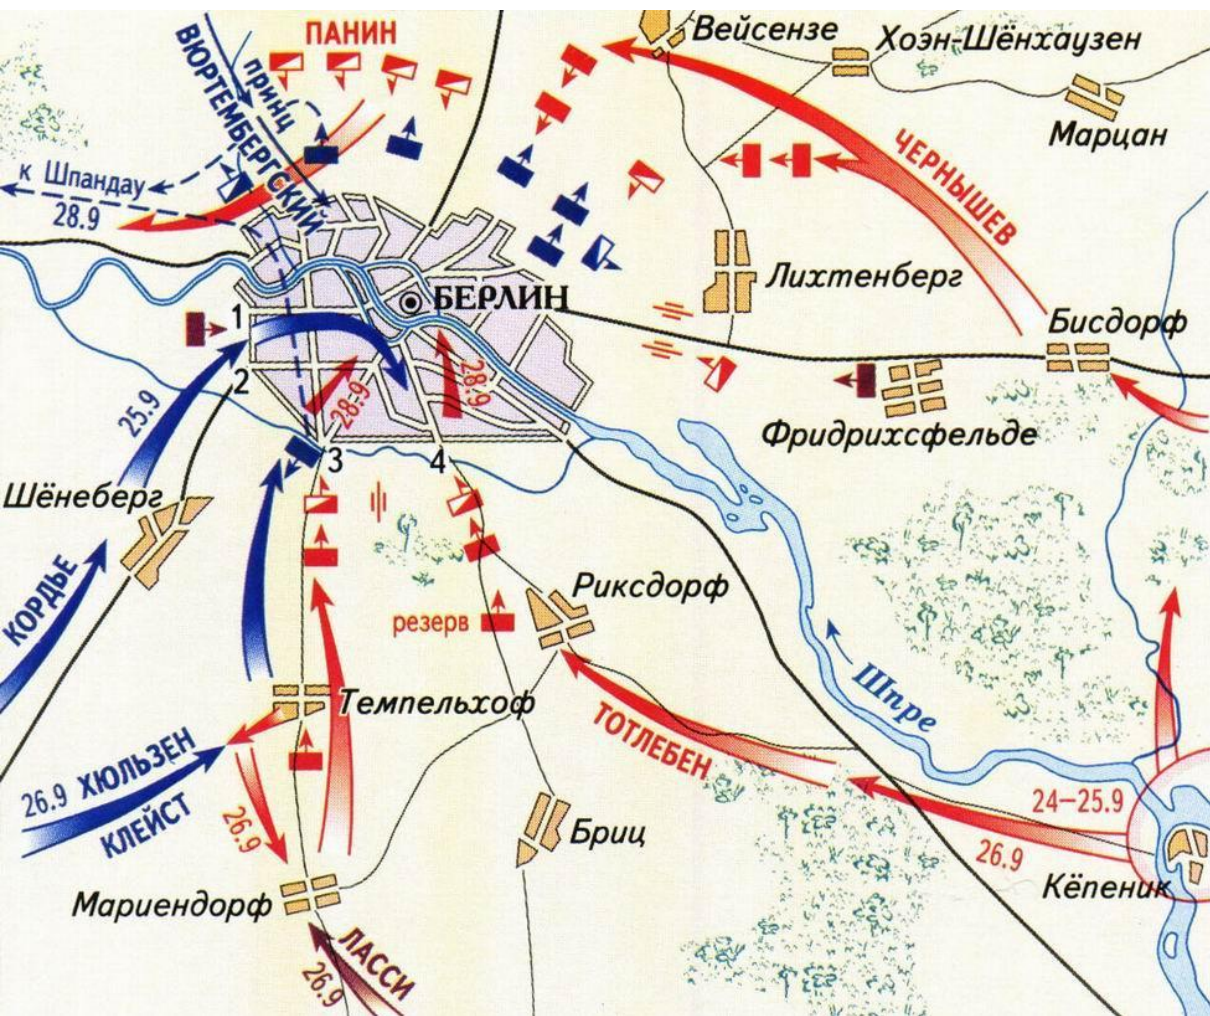 ВЮРТЕМБЕРГСКИЙ
принц
ПАНИН
Вейсензе
Хоэн-Шёнхаузен
Марцан
ЧЕРНЫШЕВ
к Шпандау
28.9
Лихтенберг
БЕРЛИН
Бисдорф
1
2
25.9
28.9
28.9
Фридрихсфельде
3
4
Шёнеберг
КОРДЬЕ
Риксдорф
резерв
Шпре
Темпельхоф
ТОТЛЕБЕН
26.9 ХЮЛЬЗЕН
КЛЕЙСТ
26.9
24–25.9
26.9
Бриц
Кёпеник
Мариендорф
ЛАССИ
26.9